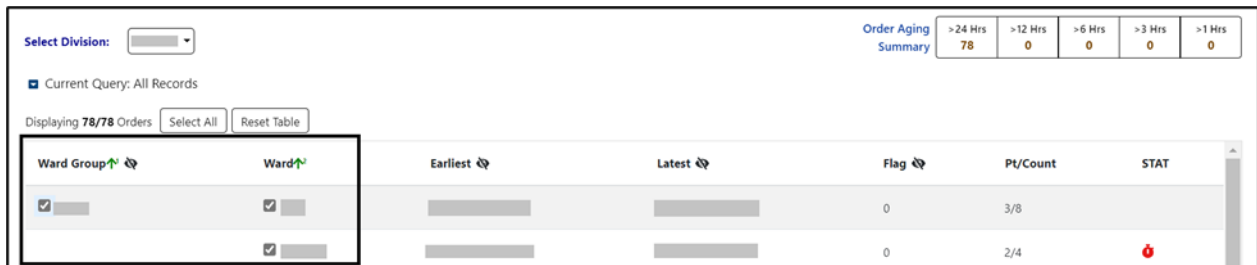 Select Division:
Order Aging Summary
>24 Hrs >12 Hrs >6 Hrs >3 Hrs >1 Hrs
78 0 0 0 0
Current Query: All Records
Displaying 78/78 Orders Select All Reset Table
Ward Group Ward Earliest Latest Flag Pt/Count STAT
0 3/8
0 2/4